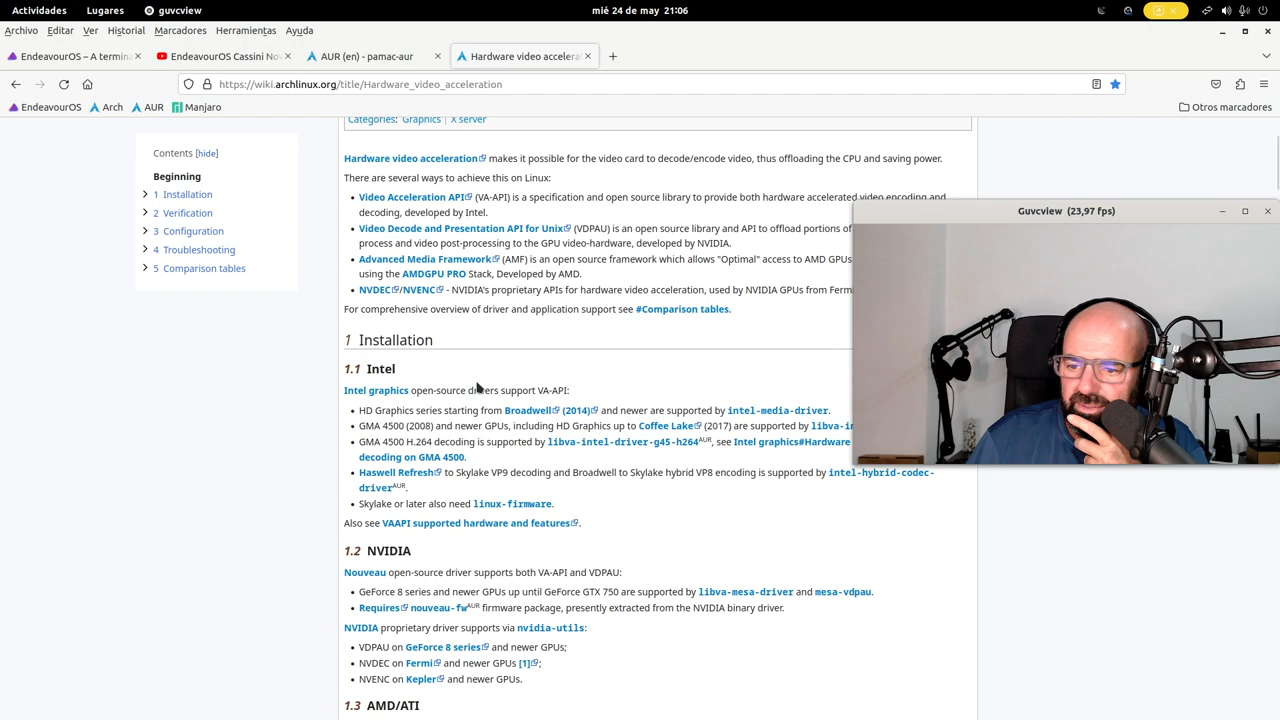 Actividades Lugares guvcview mié 24 de may 21:06
Archivo Editar Ver Historial Marcadores Herramientas Ayuda
EndeavourOS – A termin EndeavourOS Cassini No AUR (en) - pamac-aur Hardware video accelera
https://wiki.archlinux.org/title/Hardware_video_acceleration
EndeavourOS Arch AUR Manjaro Otros marcadores
Contents [hide]
Beginning
1 Installation
2 Verification
3 Configuration
4 Troubleshooting
5 Comparison tables
Categories: Graphics X server
Hardware video acceleration makes it possible for the video card to decode/encode video, thus offloading the CPU and saving power.
There are several ways to achieve this on Linux:
• Video Acceleration API (VA-API) is a specification and open source library to provide both hardware accelerated video encoding and
decoding, developed by Intel.
• Video Decode and Presentation API for Unix (VDPAU) is an open source library and API to offload portions of
process and video post-processing to the GPU video-hardware, developed by NVIDIA.
• Advanced Media Framework (AMF) is an open source framework which allows "Optimal" access to AMD GPUs
using the AMDGPU PRO Stack, Developed by AMD.
• NVDEC/NVENC - NVIDIA's proprietary APIs for hardware video acceleration, used by NVIDIA GPUs from Ferm
For comprehensive overview of driver and application support see #Comparison tables.
1 Installation
1.1 Intel
Intel graphics open-source drivers support VA-API:
• HD Graphics series starting from Broadwell (2014) and newer are supported by intel-media-driver.
• GMA 4500 (2008) and newer GPUs, including HD Graphics up to Coffee Lake (2017) are supported by libva-in
• GMA 4500 H.264 decoding is supported by libva-intel-driver-g45-h264AUR, see Intel graphics#Hardware
decoding on GMA 4500.
• Haswell Refresh to Skylake VP9 decoding and Broadwell to Skylake hybrid VP8 encoding is supported by intel-hybrid-codec-
driverAUR.
• Skylake or later also need linux-firmware.
Also see VAAPI supported hardware and features.
1.2 NVIDIA
Nouveau open-source driver supports both VA-API and VDPAU:
• GeForce 8 series and newer GPUs up until GeForce GTX 750 are supported by libva-mesa-driver and mesa-vdpau.
• Requires nouveau-fwAUR firmware package, presently extracted from the NVIDIA binary driver.
NVIDIA proprietary driver supports via nvidia-utils:
• VDPAU on GeForce 8 series and newer GPUs;
• NVDEC on Fermi and newer GPUs [1];
• NVENC on Kepler and newer GPUs.
1.3 AMD/ATI
Guvcview (23,97 fps)